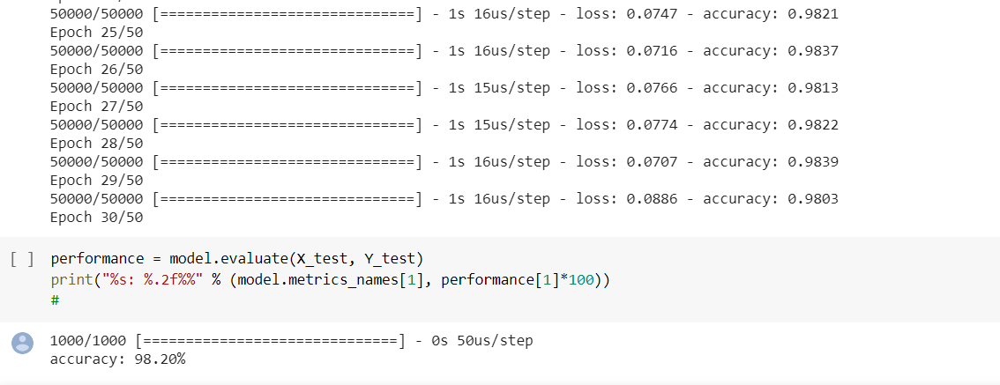 50000/50000 [==============================] - 1s 16us/step - loss: 0.0747 - accuracy: 0.9821
Epoch 25/50
50000/50000 [==============================] - 1s 16us/step - loss: 0.0716 - accuracy: 0.9837
Epoch 26/50
50000/50000 [==============================] - 1s 15us/step - loss: 0.0766 - accuracy: 0.9813
Epoch 27/50
50000/50000 [==============================] - 1s 15us/step - loss: 0.0774 - accuracy: 0.9822
Epoch 28/50
50000/50000 [==============================] - 1s 16us/step - loss: 0.0707 - accuracy: 0.9839
Epoch 29/50
50000/50000 [==============================] - 1s 16us/step - loss: 0.0886 - accuracy: 0.9803
Epoch 30/50
[ ] performance = model.evaluate(X_test, Y_test)
print("%s: %.2f%%" % (model.metrics_names[1], performance[1]*100))
#
1000/1000 [==============================] - 0s 50us/step
accuracy: 98.20%